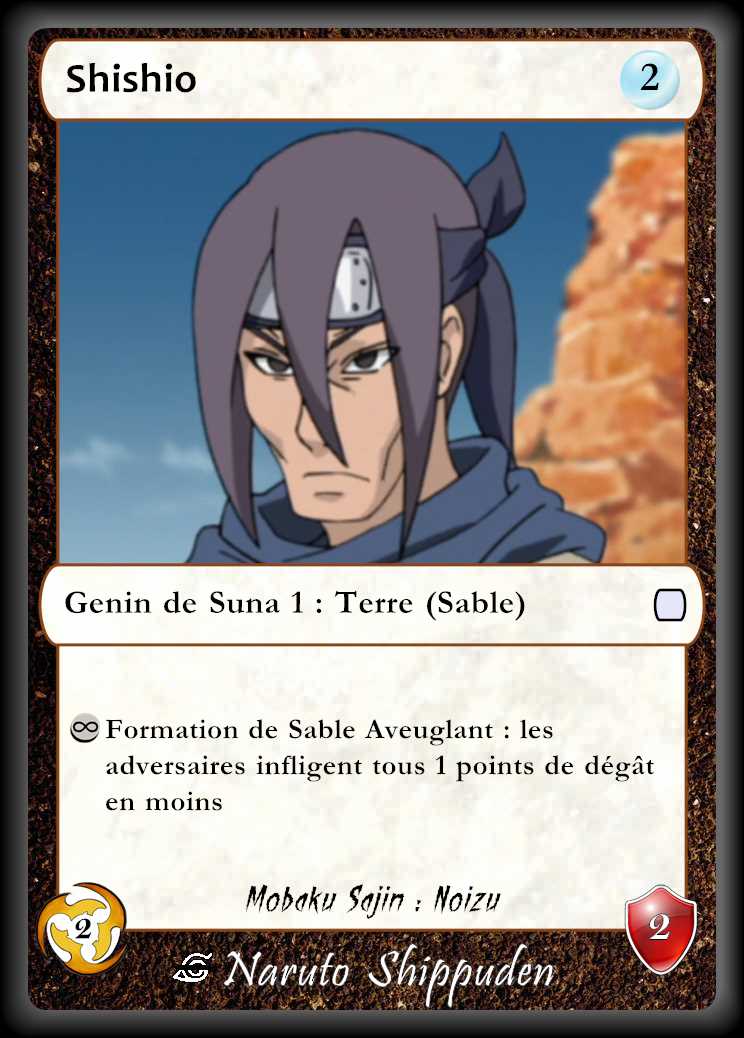 Shishio 2
Genin de Suna 1 : Terre (Sable)
∞ Formation de Sable Aveuglant : les
adversaires infligent tous 1 points de dégât
en moins
Mobaku Sajin : Noizu
2 2
Naruto Shippuden